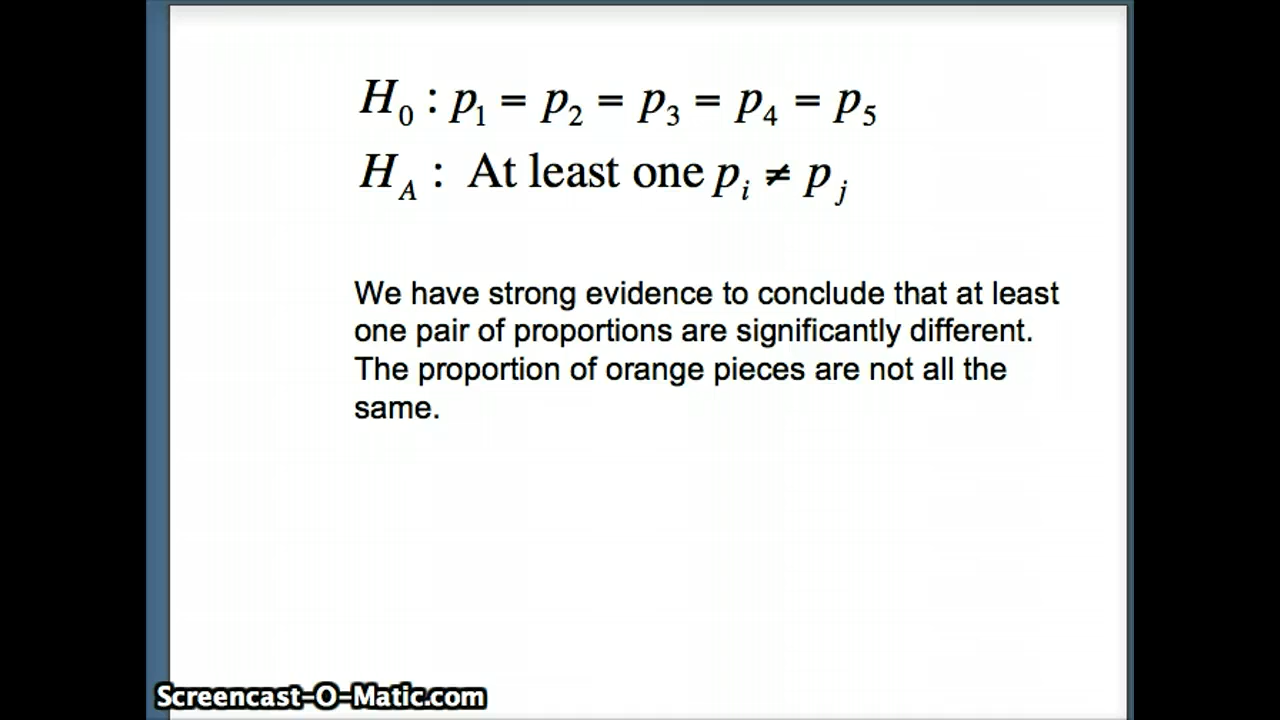 H₀ : p₁ = p₂ = p₃ = p₄ = p₅
H_A : At least one pᵢ ≠ pⱼ
We have strong evidence to conclude that at least
one pair of proportions are significantly different.
The proportion of orange pieces are not all the
same.
Screencast-O-Matic.com